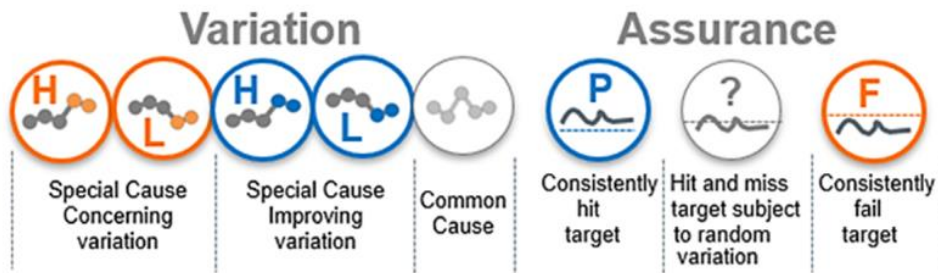 Variation
Assurance
H
L
H
L
P
?
F
Special Cause
Concerning
variation
Special Cause
Improving
variation
Common
Cause
Consistently
hit
target
Hit and miss
target subject
to random
variation
Consistently
fail
target